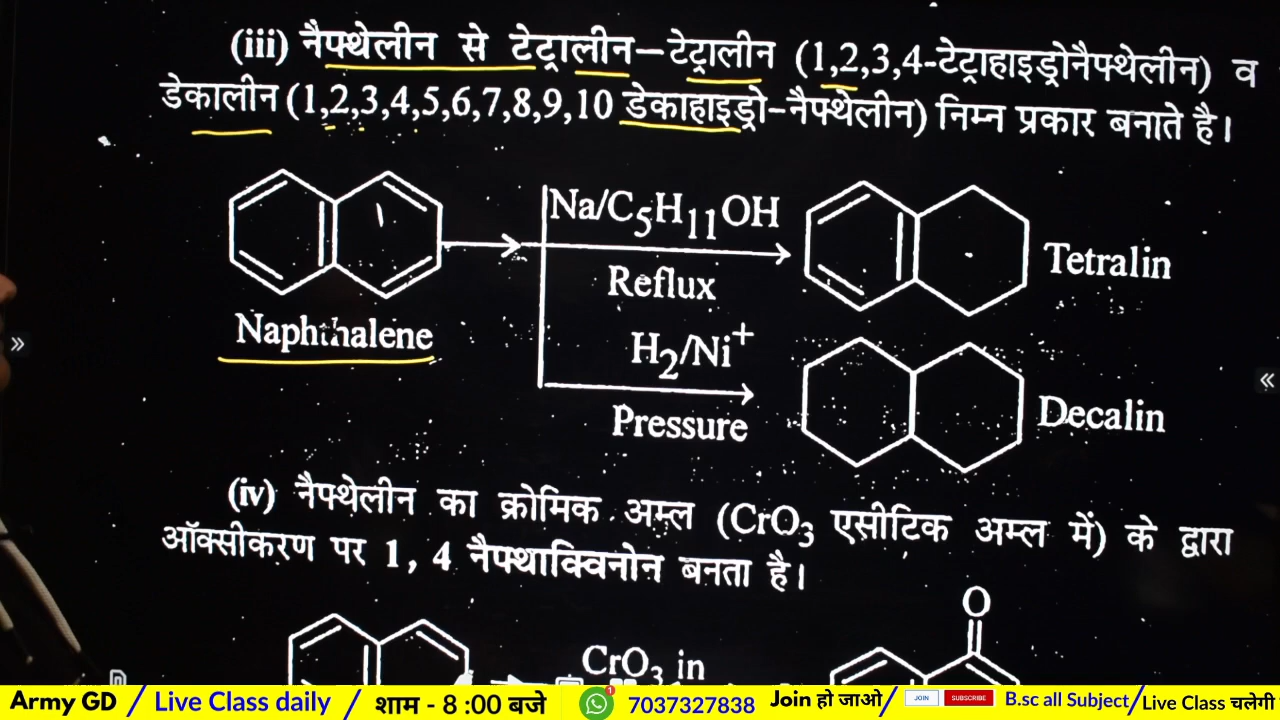 (iii) नैफ्थेलीन से टेट्रालीन–टेट्रालीन (1,2,3,4-टेट्राहाइड्रोनैफ्थेलीन) व
डेकालीन (1,2,3,4,5,6,7,8,9,10 डेकाहाइड्रो–नैफ्थेलीन) निम्न प्रकार बनाते है।
Na/C5H11OH
Reflux
Tetralin
Naphthalene
H2/Ni+
Pressure
Decalin
(iv) नैफ्थेलीन का क्रोमिक अम्ल (CrO3 एसीटिक अम्ल में) के द्वारा
ऑक्सीकरण पर 1, 4 नैफ्थाक्विनोन बनता है।
O
CrO3 in
Army GD / Live Class daily / शाम - 8 :00 बजे 1 7037327838 Join हो जाओ/ JOIN SUBSCRIBE B.sc all Subject/Live Class चलेगी